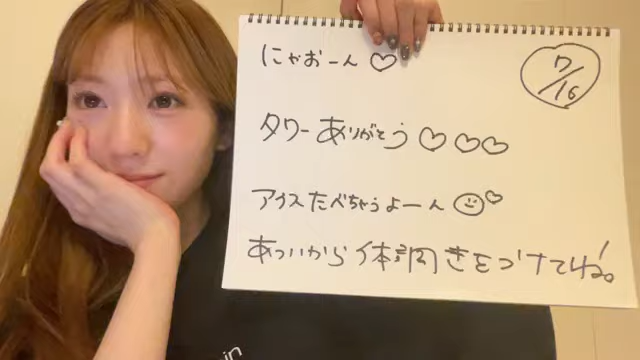 にゃおーん♡
7/16
タワーありがとう♡♡♡
アイスたべちゃうよーん☺♡
あついから体調きをつけてね!。
in